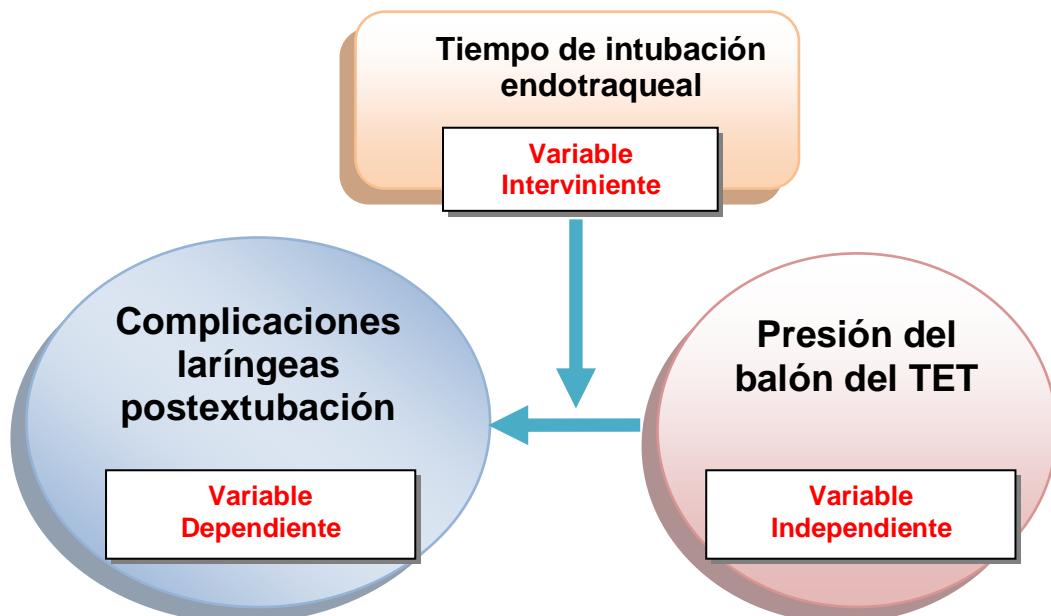 Tiempo de intubación
endotraqueal
Variable
Interviniente
Complicaciones
laríngeas
postextubación
Variable
Dependiente
Presión del
balón del TET
Variable
Independiente